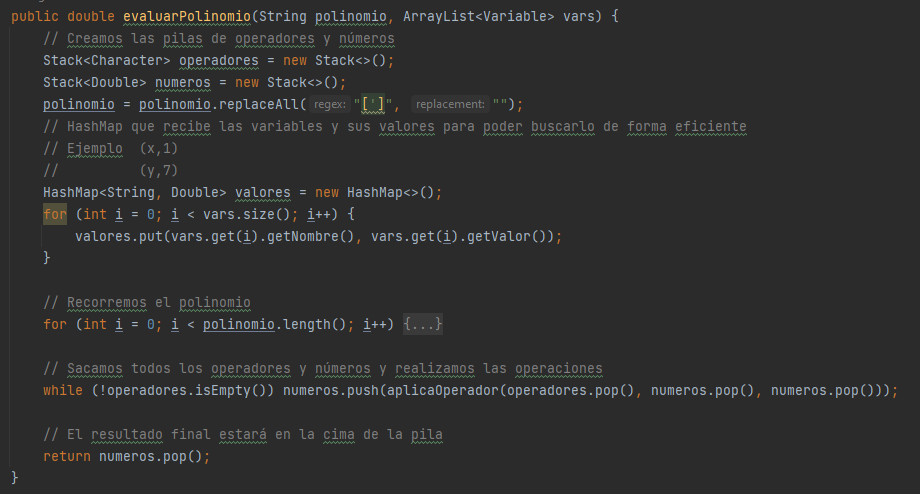 public double evaluarPolinomio(String polinomio, ArrayList<Variable> vars) {
// Creamos las pilas de operadores y números
Stack<Character> operadores = new Stack<>();
Stack<Double> numeros = new Stack<>();
polinomio = polinomio.replaceAll( regex: "[']", replacement: "");
// HashMap que recibe las variables y sus valores para poder buscarlo de forma eficiente
// Ejemplo (x,1)
// (y,7)
HashMap<String, Double> valores = new HashMap<>();
for (int i = 0; i < vars.size(); i++) {
valores.put(vars.get(i).getNombre(), vars.get(i).getValor());
}
// Recorremos el polinomio
for (int i = 0; i < polinomio.length(); i++) {...}
// Sacamos todos los operadores y números y realizamos las operaciones
while (!operadores.isEmpty()) numeros.push(aplicaOperador(operadores.pop(), numeros.pop(), numeros.pop()));
// El resultado final estará en la cima de la pila
return numeros.pop();
}